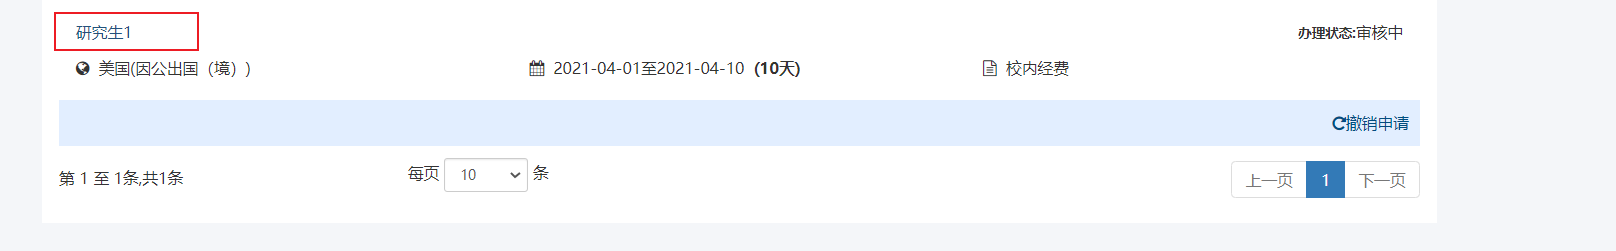 研究生1 办理状态:审核中
美国(因公出国（境）) 2021-04-01至2021-04-10 (10天) 校内经费
撤销申请
第 1 至 1条,共1条 每页 10 条 上一页 1 下一页